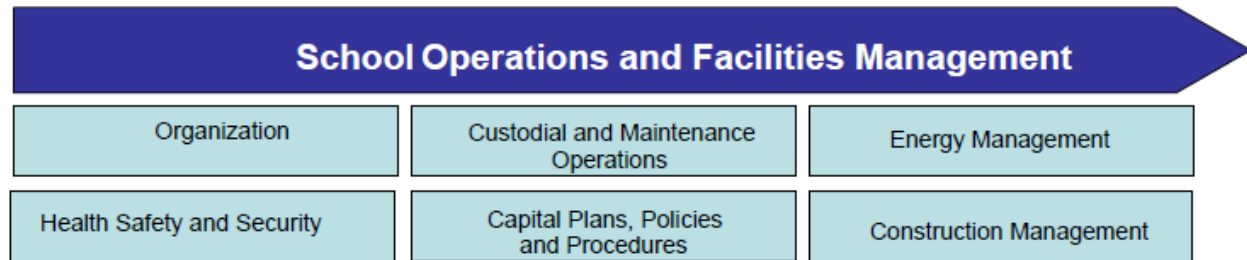 School Operations and Facilities Management
Organization
Custodial and Maintenance
Operations
Energy Management
Health Safety and Security
Capital Plans, Policies
and Procedures
Construction Management